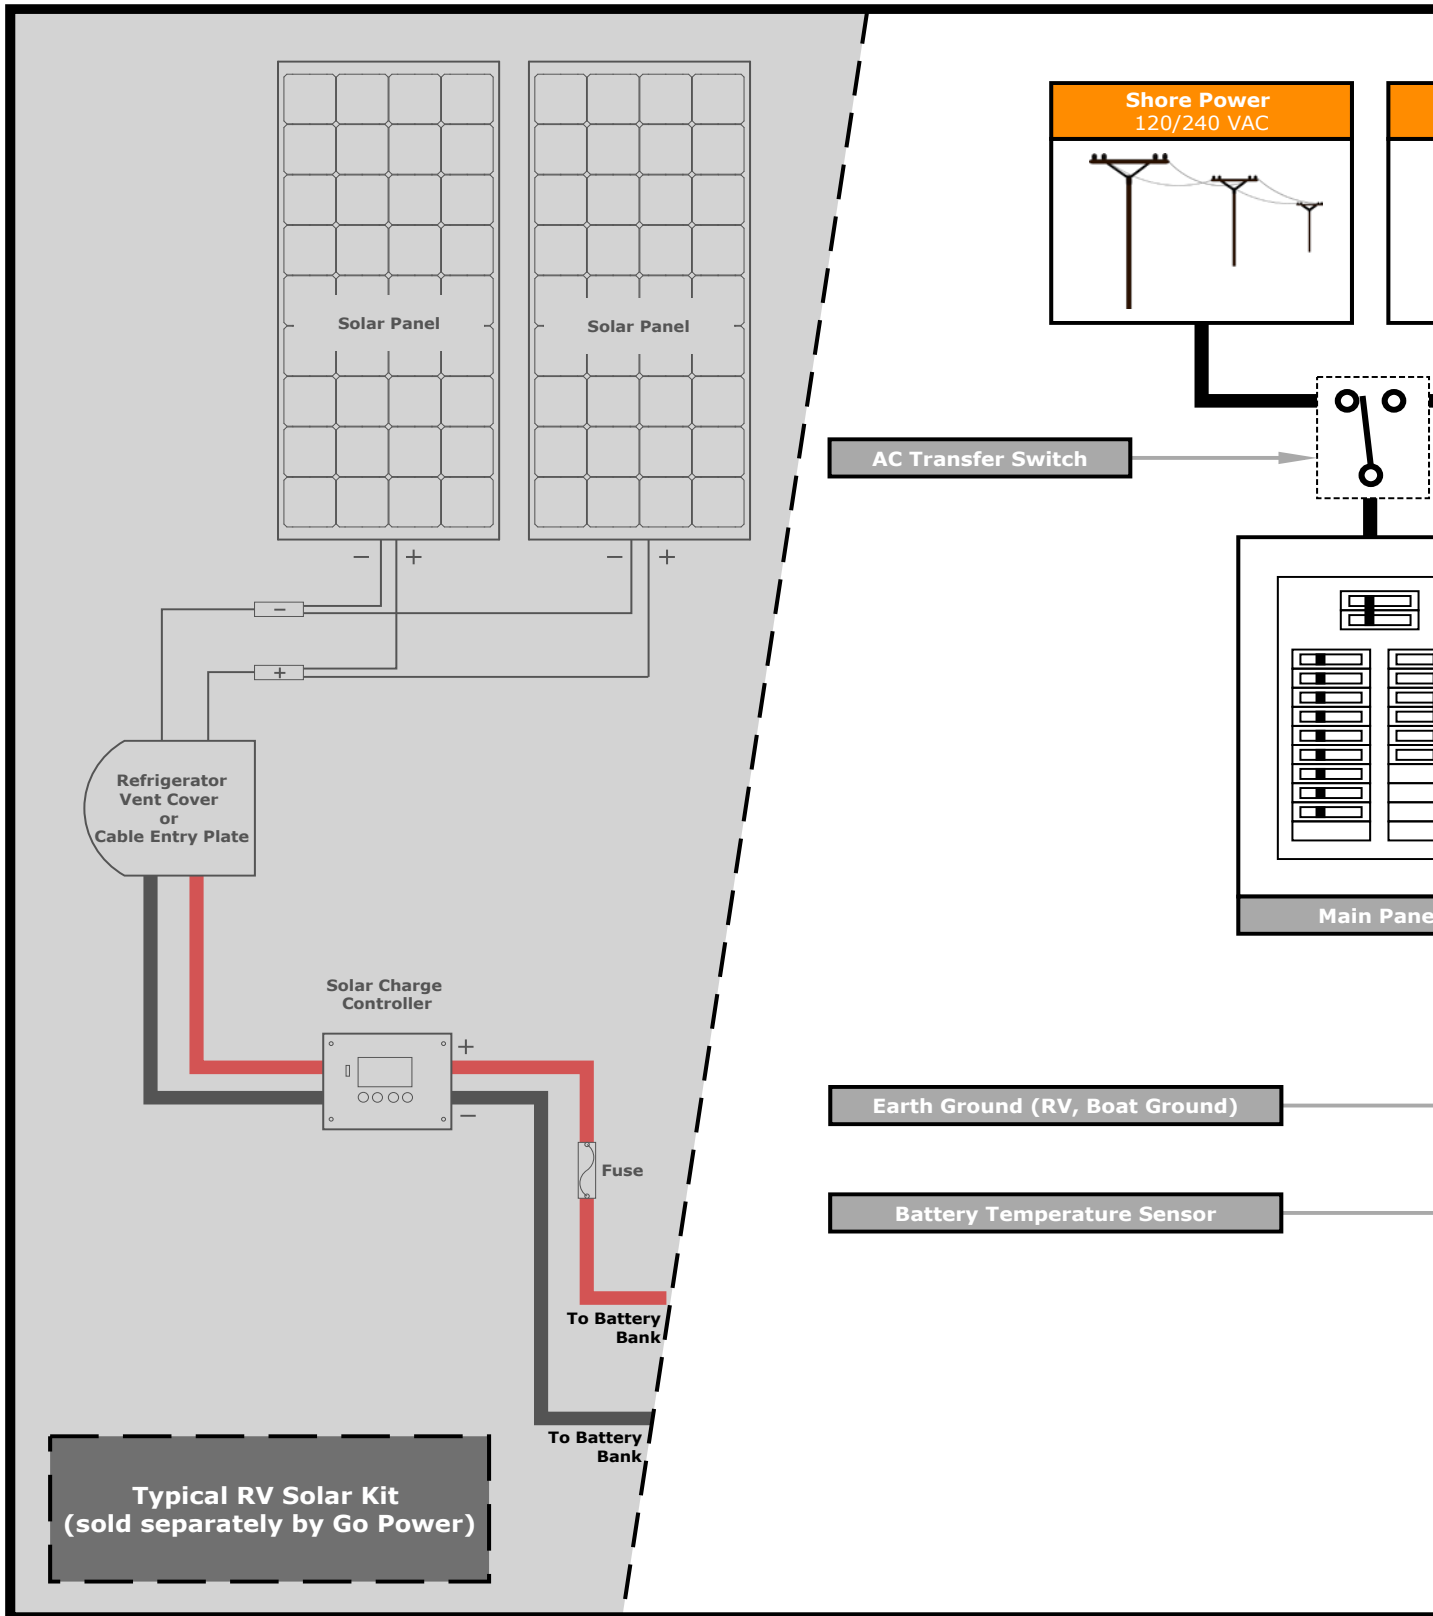 Shore Power
120/240 VAC
Solar Panel
Solar Panel
AC Transfer Switch
− +
− +
−
+
Refrigerator
Vent Cover
or
Cable Entry Plate
Main Pane
Solar Charge
Controller
+
−
Earth Ground (RV, Boat Ground)
Fuse
Battery Temperature Sensor
To Battery
Bank
To Battery
Bank
Typical RV Solar Kit
(sold separately by Go Power)